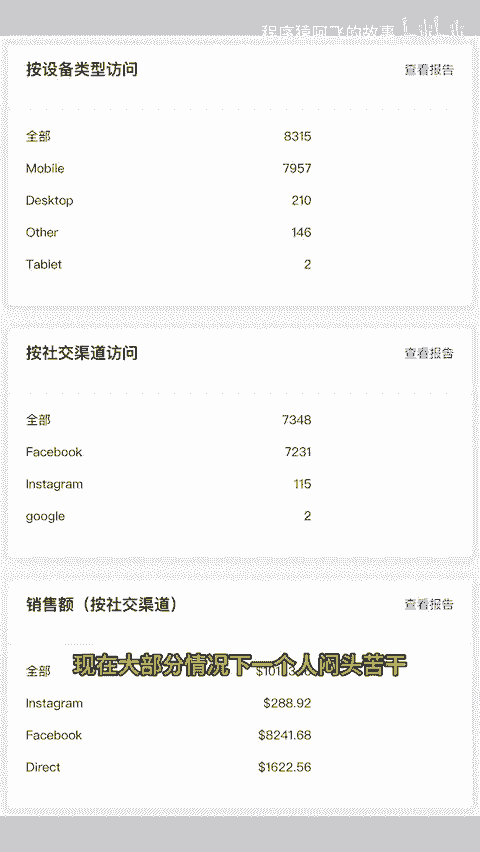 程序猿阿飞的故事
按设备类型访问 查看报告
全部 8315
Mobile 7957
Desktop 210
Other 146
Tablet 2
按社交渠道访问 查看报告
全部 7348
Facebook 7231
Instagram 115
google 2
销售额（按社交渠道） 查看报告
全部
现在大部分情况下一个人闷头苦干
Instagram $288.92
Facebook $8241.68
Direct $1622.56